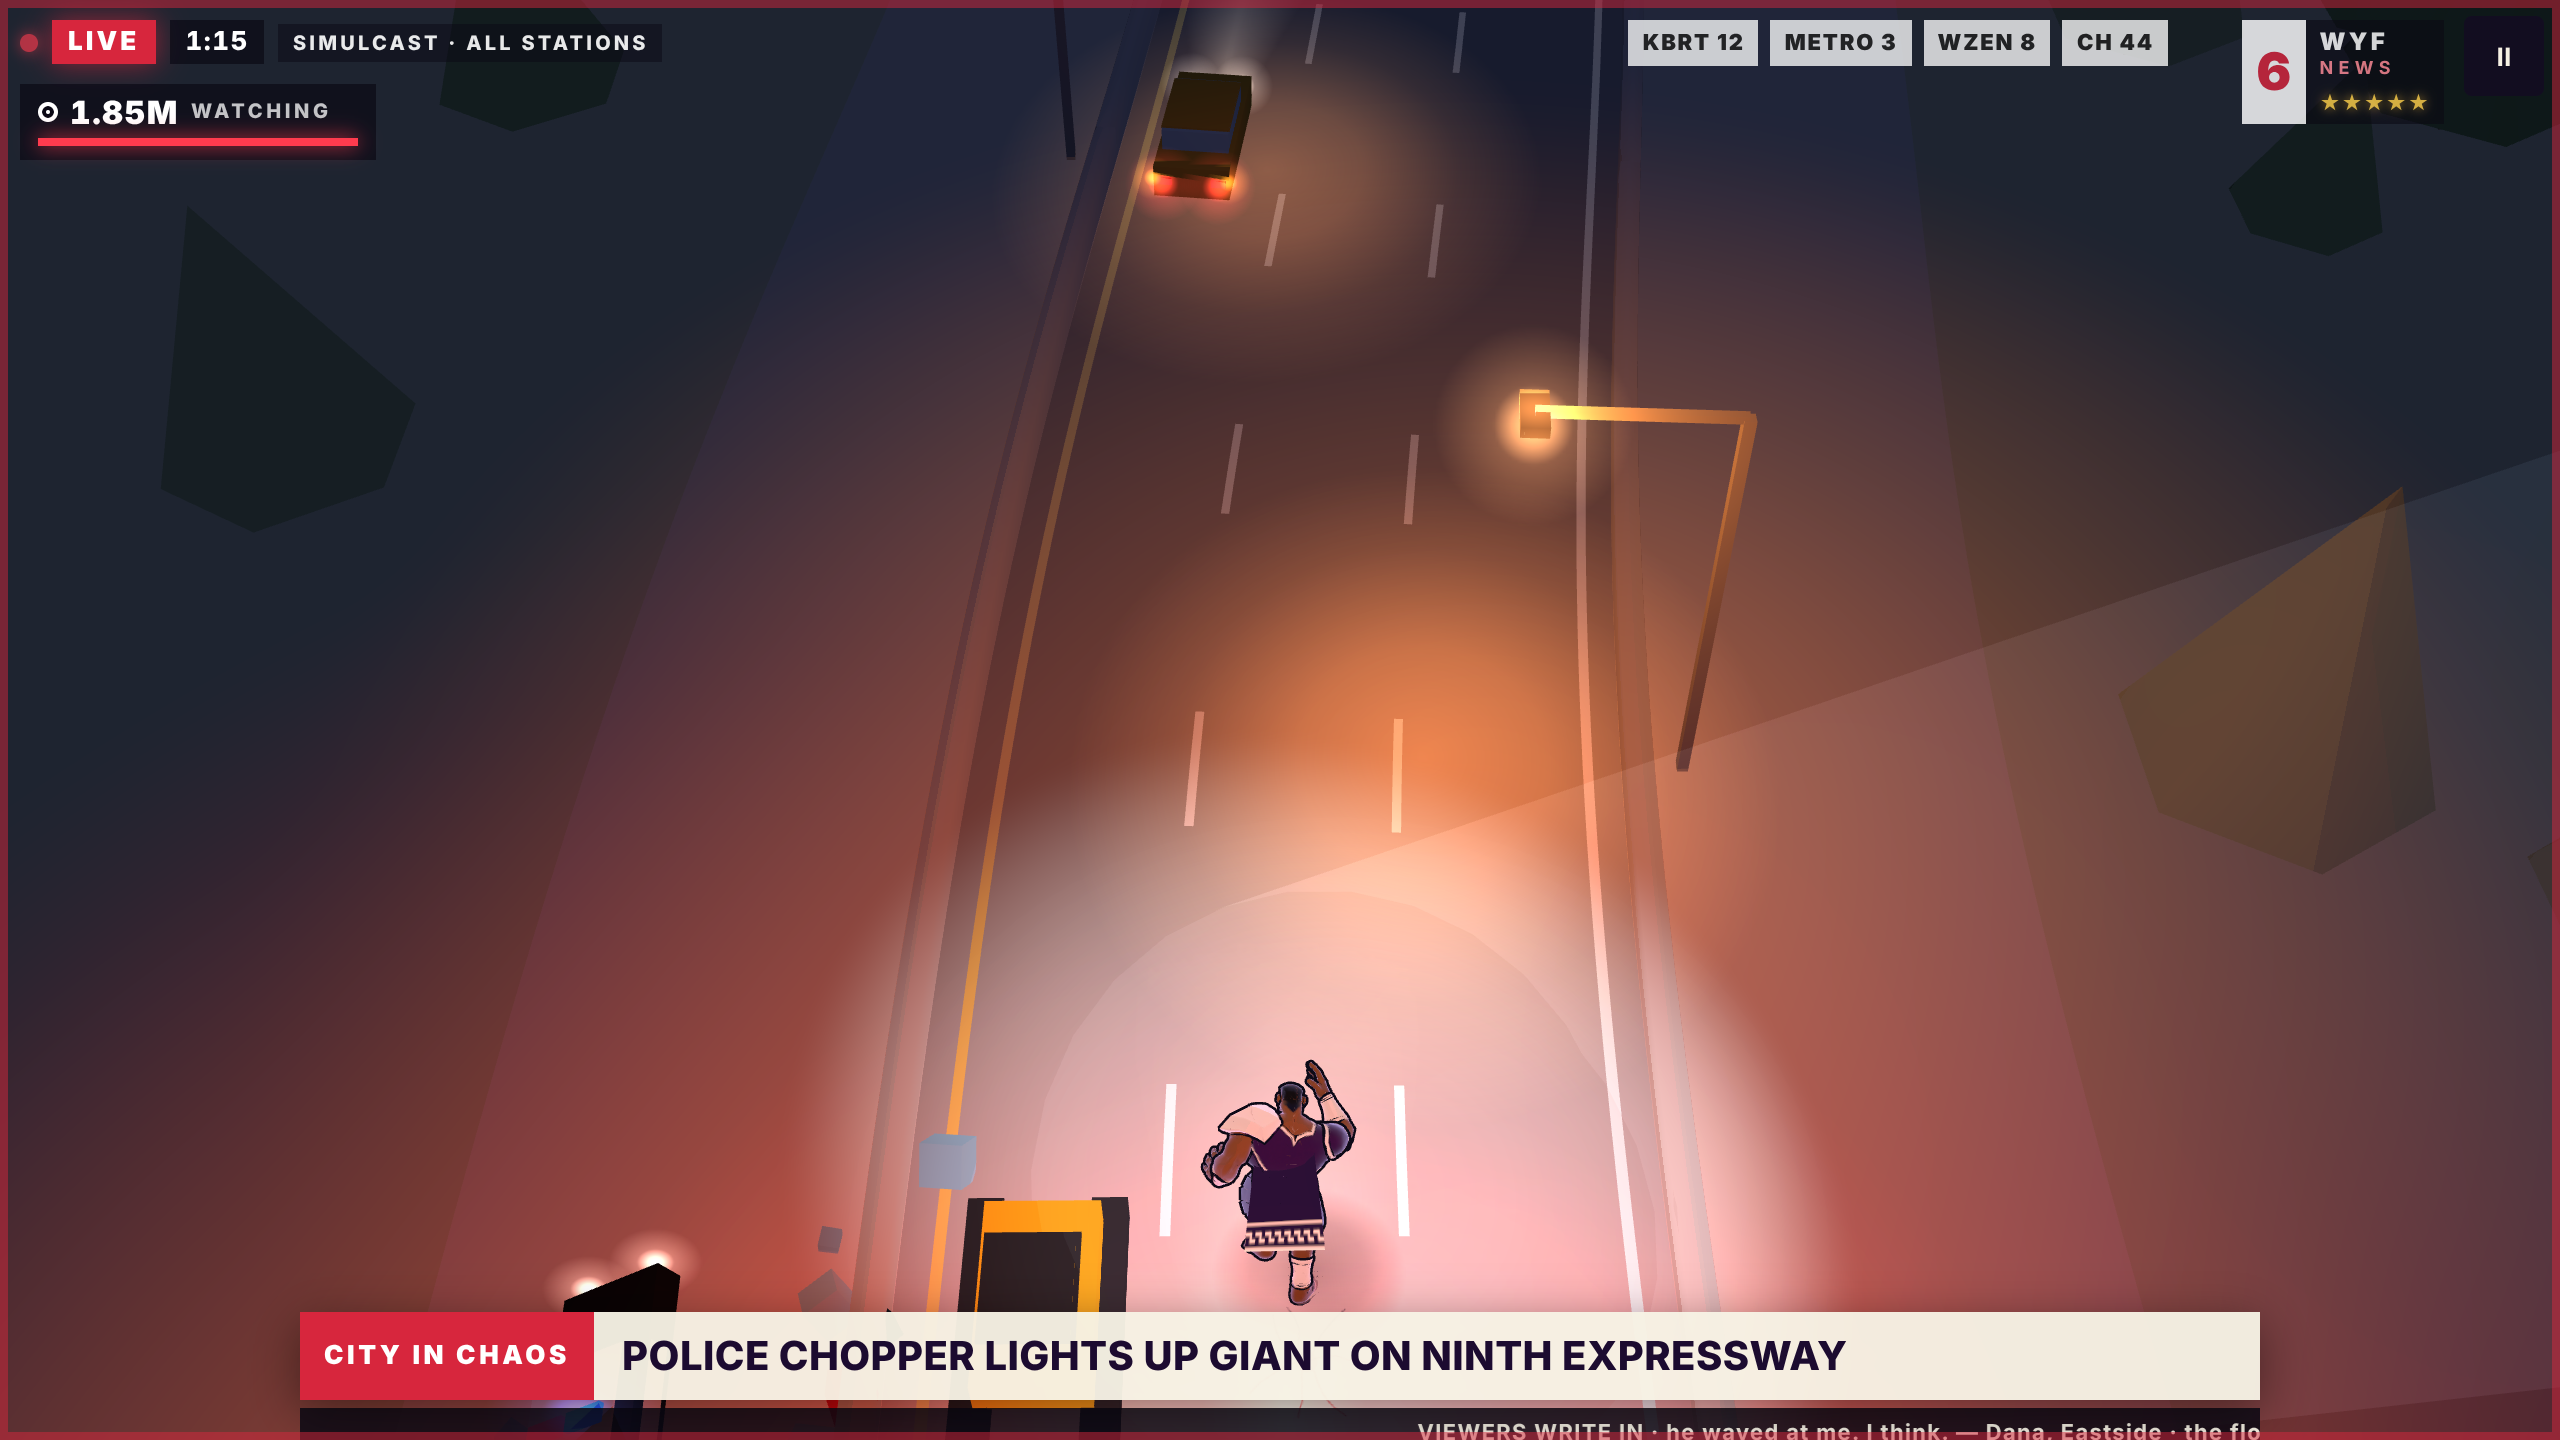 LIVE 1:15 SIMULCAST · ALL STATIONS
1.85M WATCHING
KBRT 12 METRO 3 WZEN 8 CH 44
6 WYF
NEWS
★★★★★
CITY IN CHAOS POLICE CHOPPER LIGHTS UP GIANT ON NINTH EXPRESSWAY
VIEWERS WRITE IN · he waved at me. I think. — Dana, Eastside · the flo